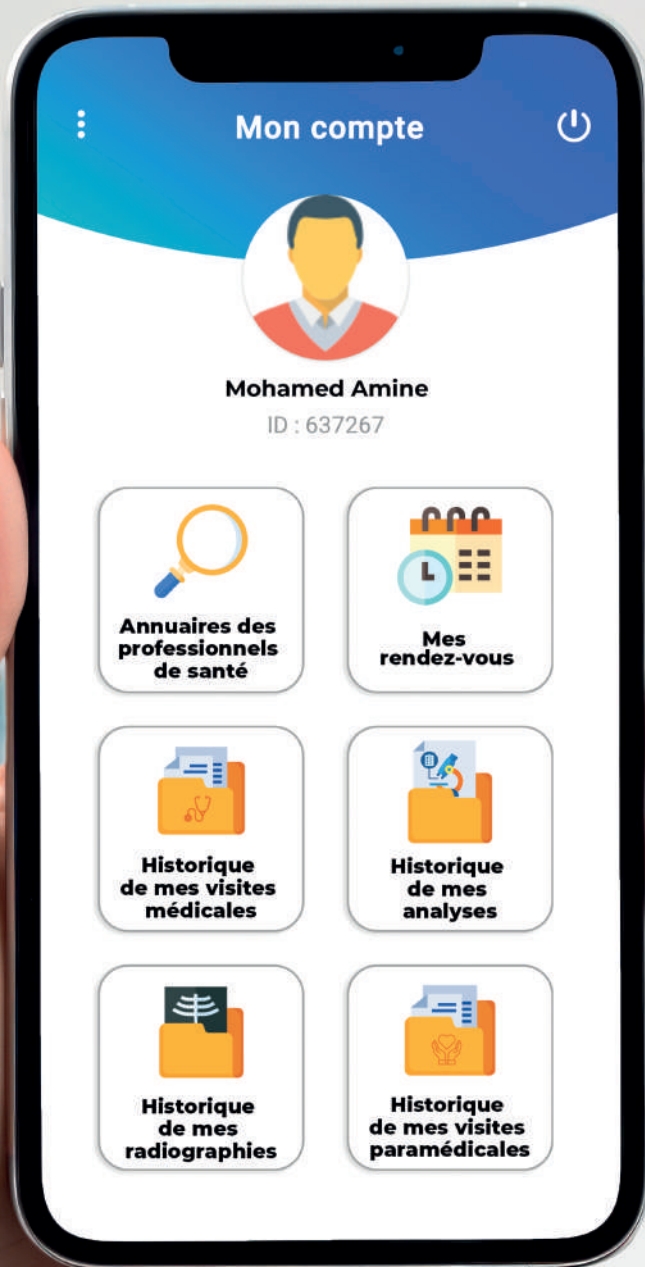 Mon compte
Mohamed Amine
ID : 637267
Annuaires des
professionnels
de santé
Mes
rendez-vous
Historique
de mes visites
médicales
Historique
de mes
analyses
Historique
de mes
radiographies
Historique
de mes visites
paramédicales